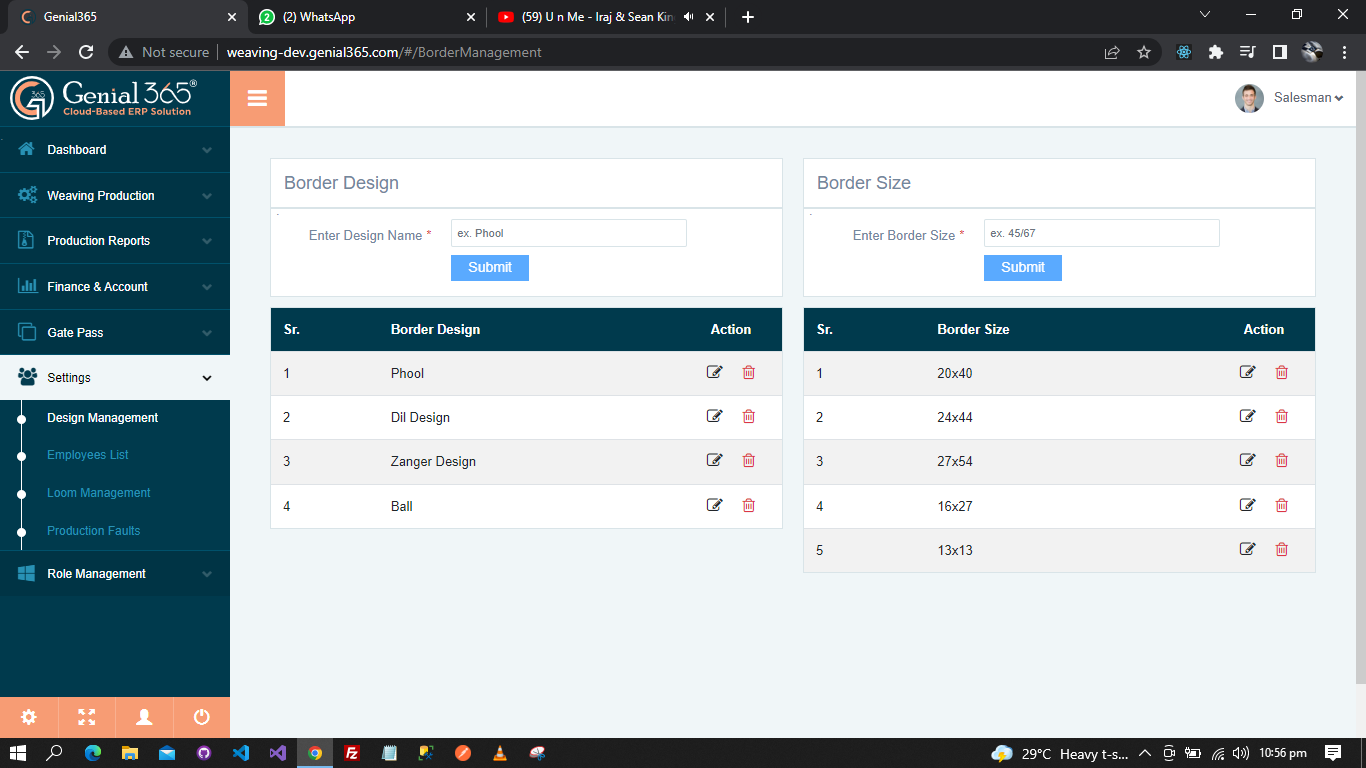 Genial365
(2) WhatsApp
(59) U n Me - Iraj & Sean Kin
Not secure
weaving-dev.genial365.com/#/BorderManagement
Genial 365®
Cloud-Based ERP Solution
Salesman
Dashboard
Weaving Production
Production Reports
Finance & Account
Gate Pass
Settings
Design Management
Employees List
Loom Management
Production Faults
Role Management
Border Design
Enter Design Name *
ex. Phool
Submit
Sr. Border Design Action
1 Phool
2 Dil Design
3 Zanger Design
4 Ball
Border Size
Enter Border Size *
ex. 45/67
Submit
Sr. Border Size Action
1 20x40
2 24x44
3 27x54
4 16x27
5 13x13
29°C Heavy t-s...
10:56 pm